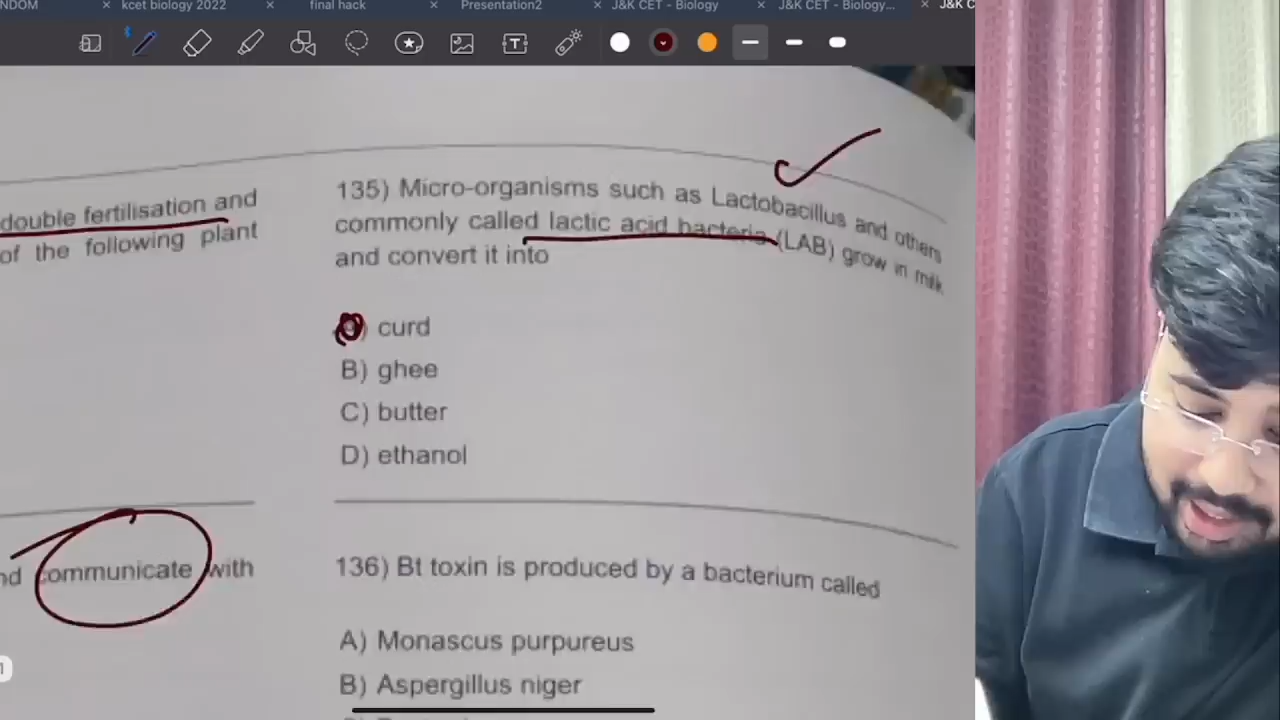 NDOM
kcet biology 2022
final hack
Presentation2
J&K CET - Biology
J&K CET - Biology...
J&K C
double fertilisation and
of the following plant
nd communicate with
135) Micro-organisms such as Lactobacillus and others
commonly called lactic acid bacteria (LAB) grow in milk
and convert it into
curd
B) ghee
C) butter
D) ethanol
136) Bt toxin is produced by a bacterium called
A) Monascus purpureus
B) Aspergillus niger